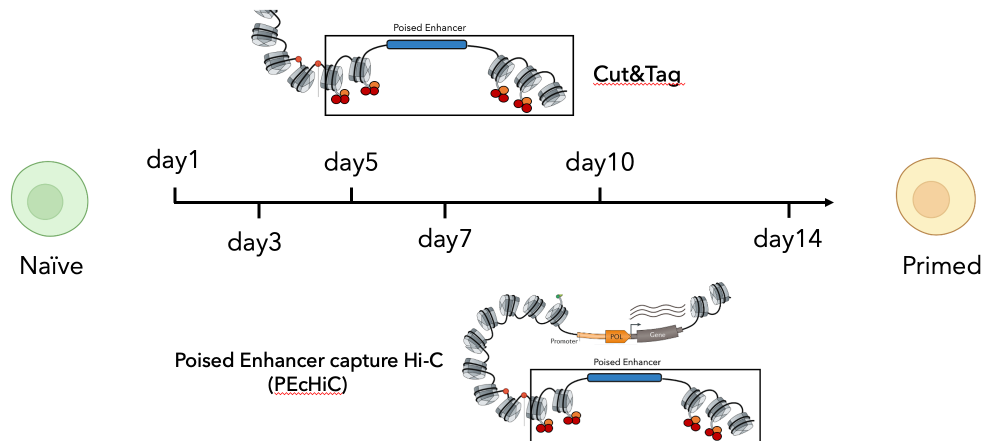 Poised Enhancer
Cut&Tag
day1
day5
day10
day3
day7
day14
Naïve
Primed
Promoter
POL
Gene
Poised Enhancer capture Hi-C
(PEcHiC)
Poised Enhancer